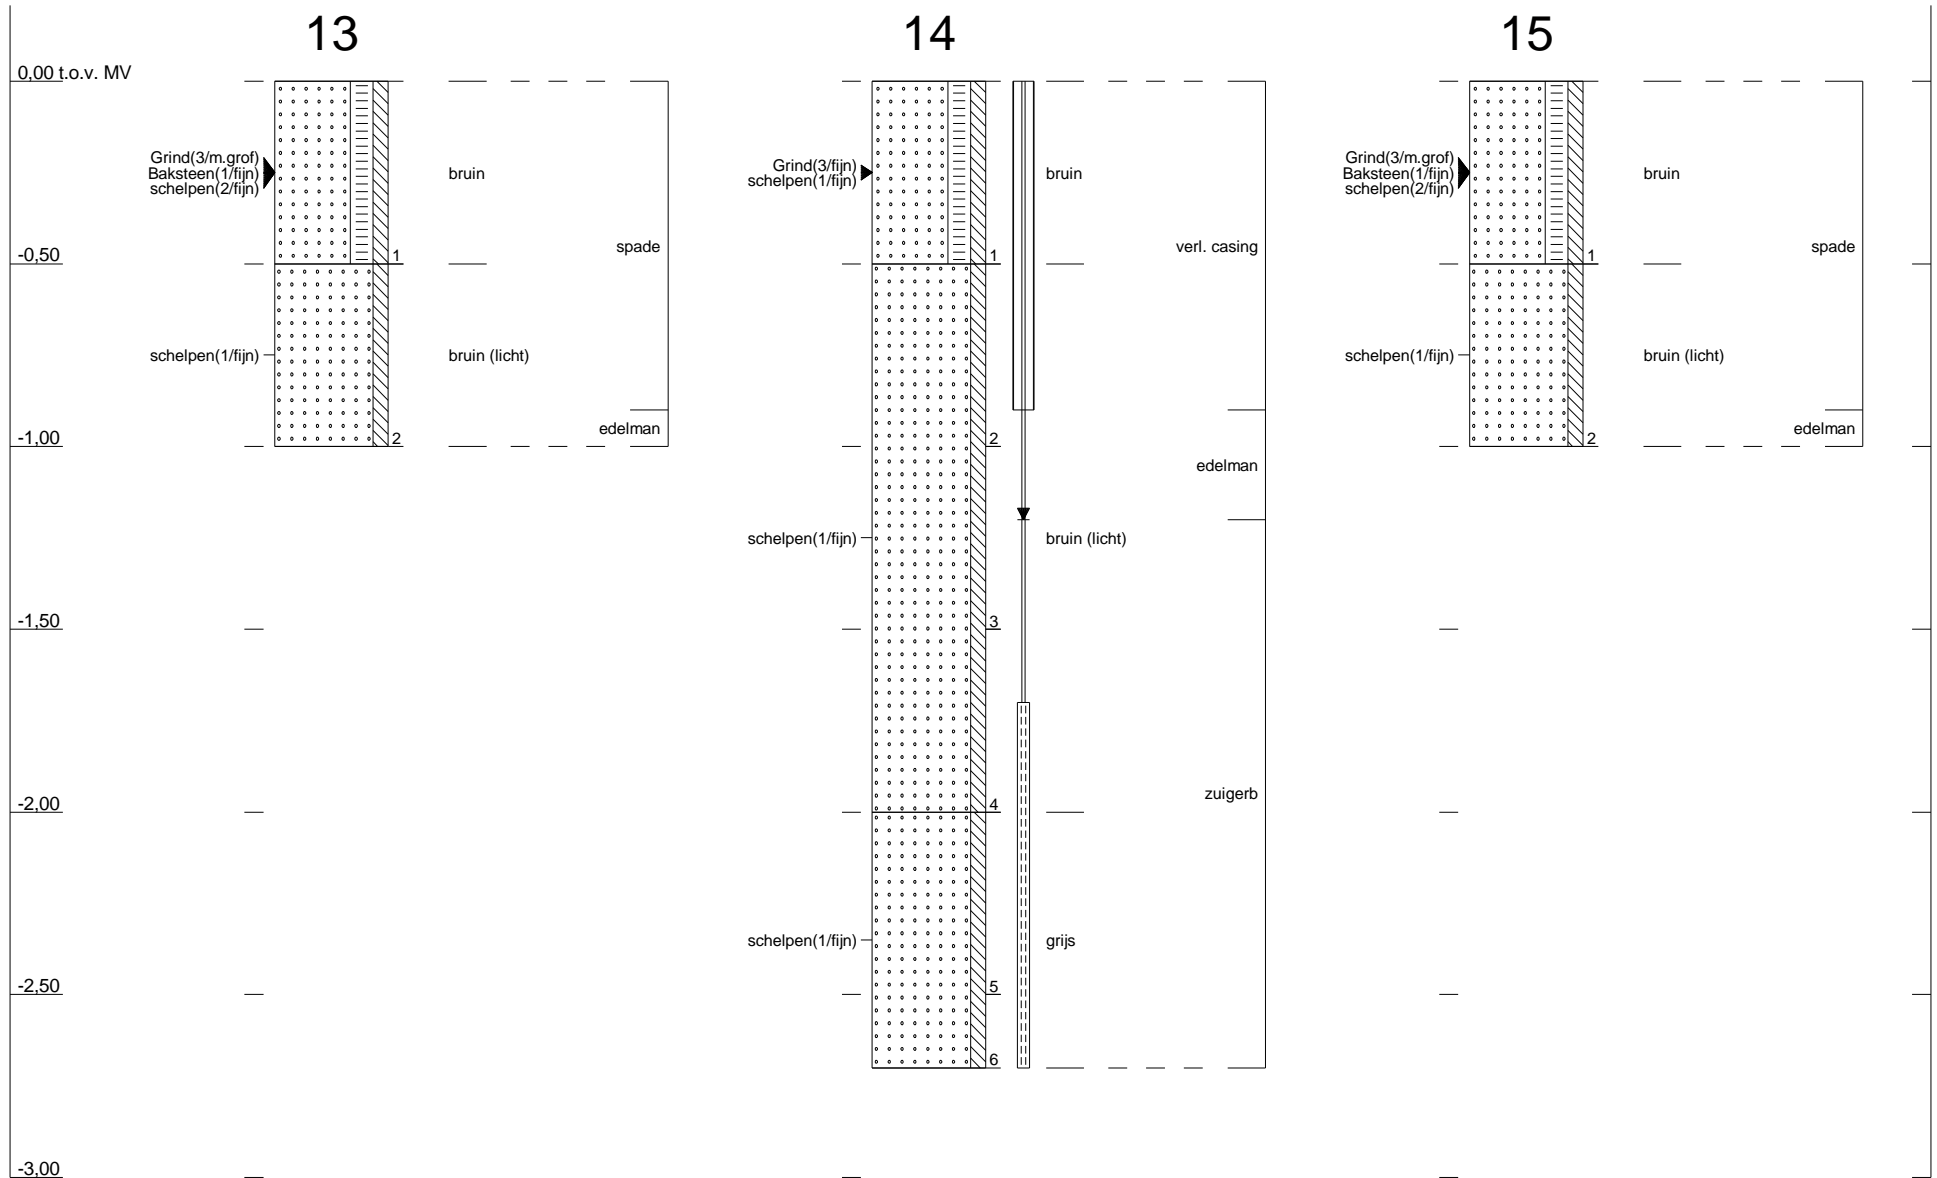 13
14
15
0,00 t.o.v. MV
Grind(3/m.grof)
Baksteen(1/fijn)
schelpen(2/fijn)
bruin
1
spade
schelpen(1/fijn)
bruin (licht)
edelman
2
Grind(3/fijn)
schelpen(1/fijn)
bruin
1
verl. casing
2
edelman
schelpen(1/fijn)
bruin (licht)
3
zuigerb
4
schelpen(1/fijn)
grijs
5
6
Grind(3/m.grof)
Baksteen(1/fijn)
schelpen(2/fijn)
bruin
1
spade
schelpen(1/fijn)
bruin (licht)
edelman
2
-0,50
-1,00
-1,50
-2,00
-2,50
-3,00